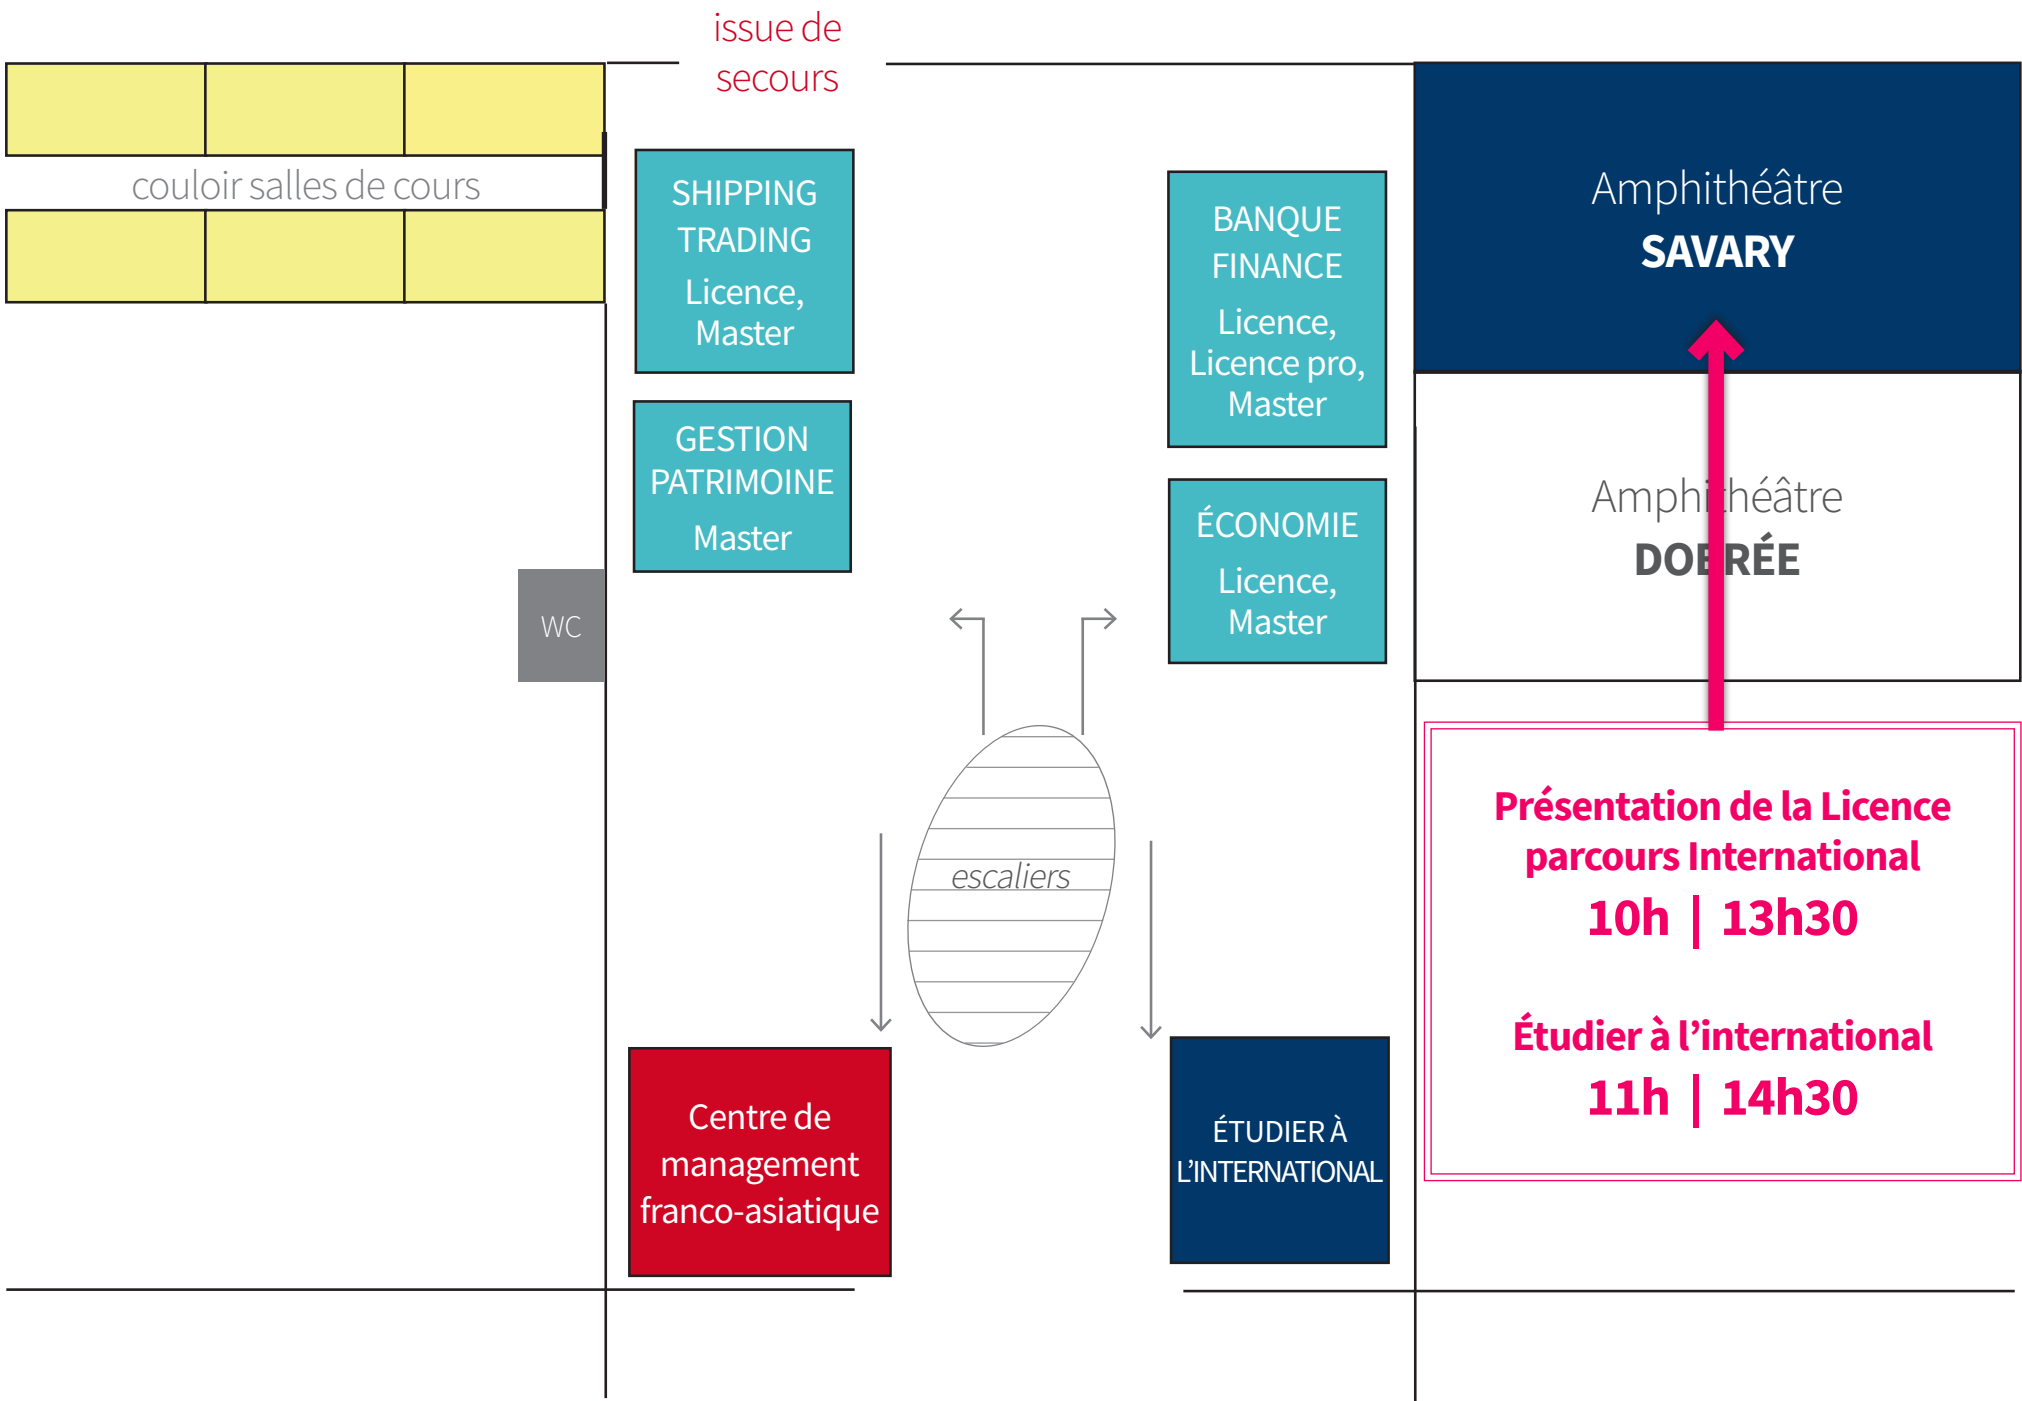 issue de
secours
couloir salles de cours
SHIPPING
TRADING
Licence,
Master
GESTION
PATRIMOINE
Master
WC
BANQUE
FINANCE
Licence,
Licence pro,
Master
ÉCONOMIE
Licence,
Master
Amphithéâtre
SAVARY
Amphithéâtre
DOBRÉE
escaliers
Centre de
management
franco-asiatique
ÉTUDIER À
L’INTERNATIONAL
Présentation de la Licence
parcours International
10h | 13h30
Étudier à l’international
11h | 14h30